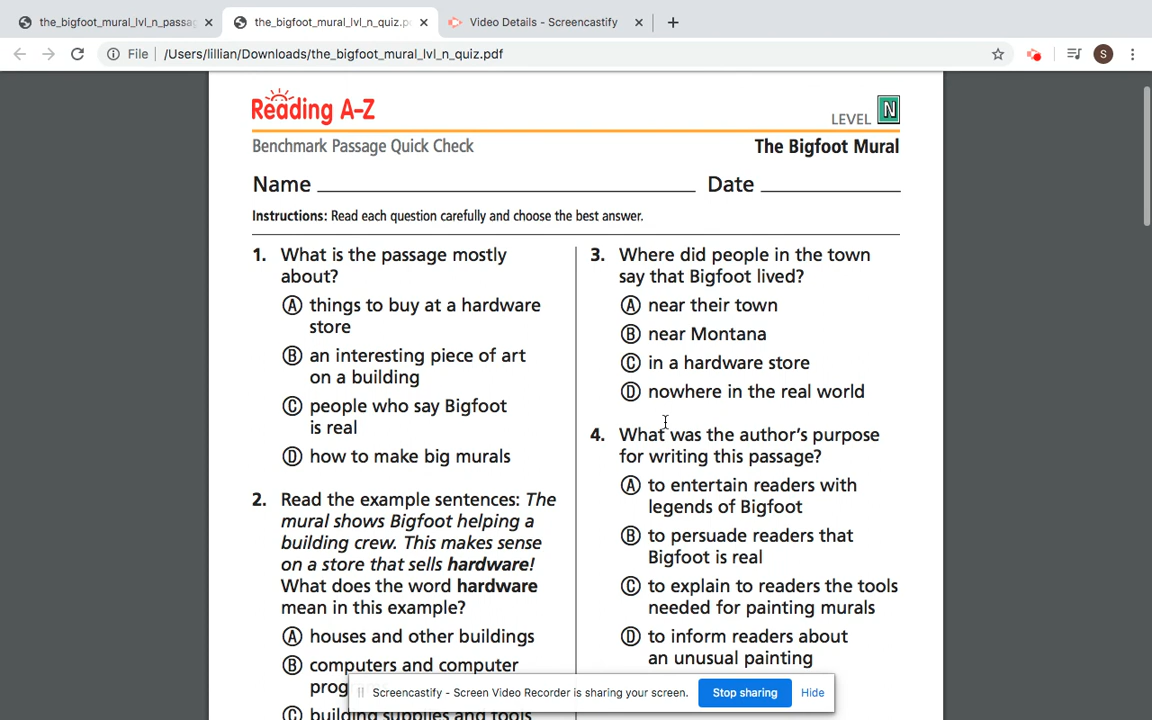 the_bigfoot_mural_lvl_n_passa
the_bigfoot_mural_lvl_n_quiz.p
Video Details - Screencastify
File
/Users/lillian/Downloads/the_bigfoot_mural_lvl_n_quiz.pdf
S
Reading A-Z
LEVEL N
Benchmark Passage Quick Check
The Bigfoot Mural
Name
Date
Instructions: Read each question carefully and choose the best answer.
1. What is the passage mostly
about?
A things to buy at a hardware
store
B an interesting piece of art
on a building
C people who say Bigfoot
is real
D how to make big murals
2. Read the example sentences: The
mural shows Bigfoot helping a
building crew. This makes sense
on a store that sells hardware!
What does the word hardware
mean in this example?
A houses and other buildings
B computers and computer
C building supplies and tools
3. Where did people in the town
say that Bigfoot lived?
A near their town
B near Montana
C in a hardware store
D nowhere in the real world
4. What was the author's purpose
for writing this passage?
A to entertain readers with
legends of Bigfoot
B to persuade readers that
Bigfoot is real
C to explain to readers the tools
needed for painting murals
D to inform readers about
an unusual painting
Screencastify - Screen Video Recorder is sharing your screen.
Stop sharing
Hide